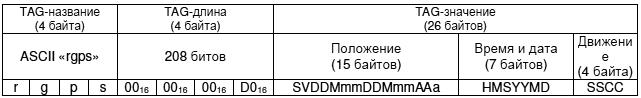 TAG-название
(4 байта)
TAG-длина
(4 байта)
TAG-значение
(26 байтов)
ASCII «rgps»
208 битов
Положение
(15 байтов)
Время и дата
(7 байтов)
Движени
е
(4 байта)
r g p s 00₁₆ 00₁₆ 00₁₆ D0₁₆ SVDDMmmDDMmmAAa HMSYYMD SSCC